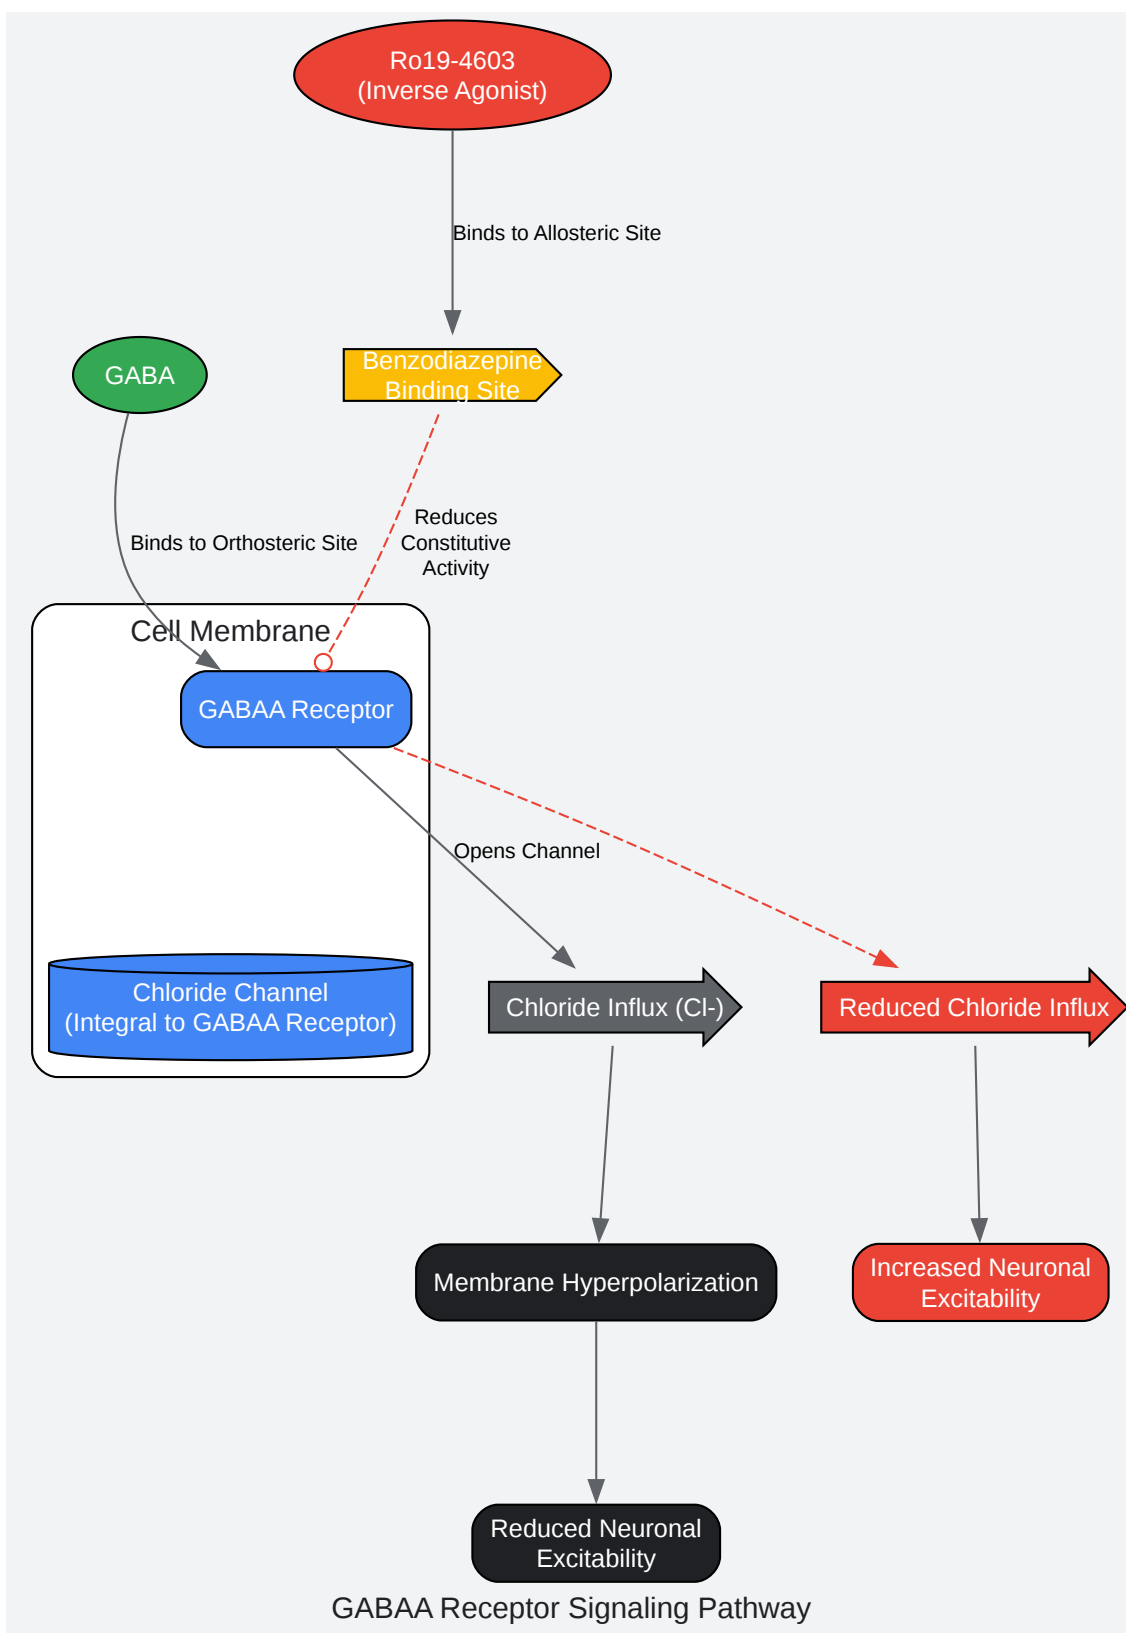 Ro19-4603
(Inverse Agonist)
Binds to Allosteric Site
GABA
Benzodiazepine
Binding Site
Binds to Orthosteric Site
Reduces
Constitutive
Activity
Cell Membrane
GABAA Receptor
Opens Channel
Chloride Channel
(Integral to GABAA Receptor)
Chloride Influx (Cl-)
Reduced Chloride Influx
Membrane Hyperpolarization
Increased Neuronal
Excitability
Reduced Neuronal
Excitability
GABAA Receptor Signaling Pathway